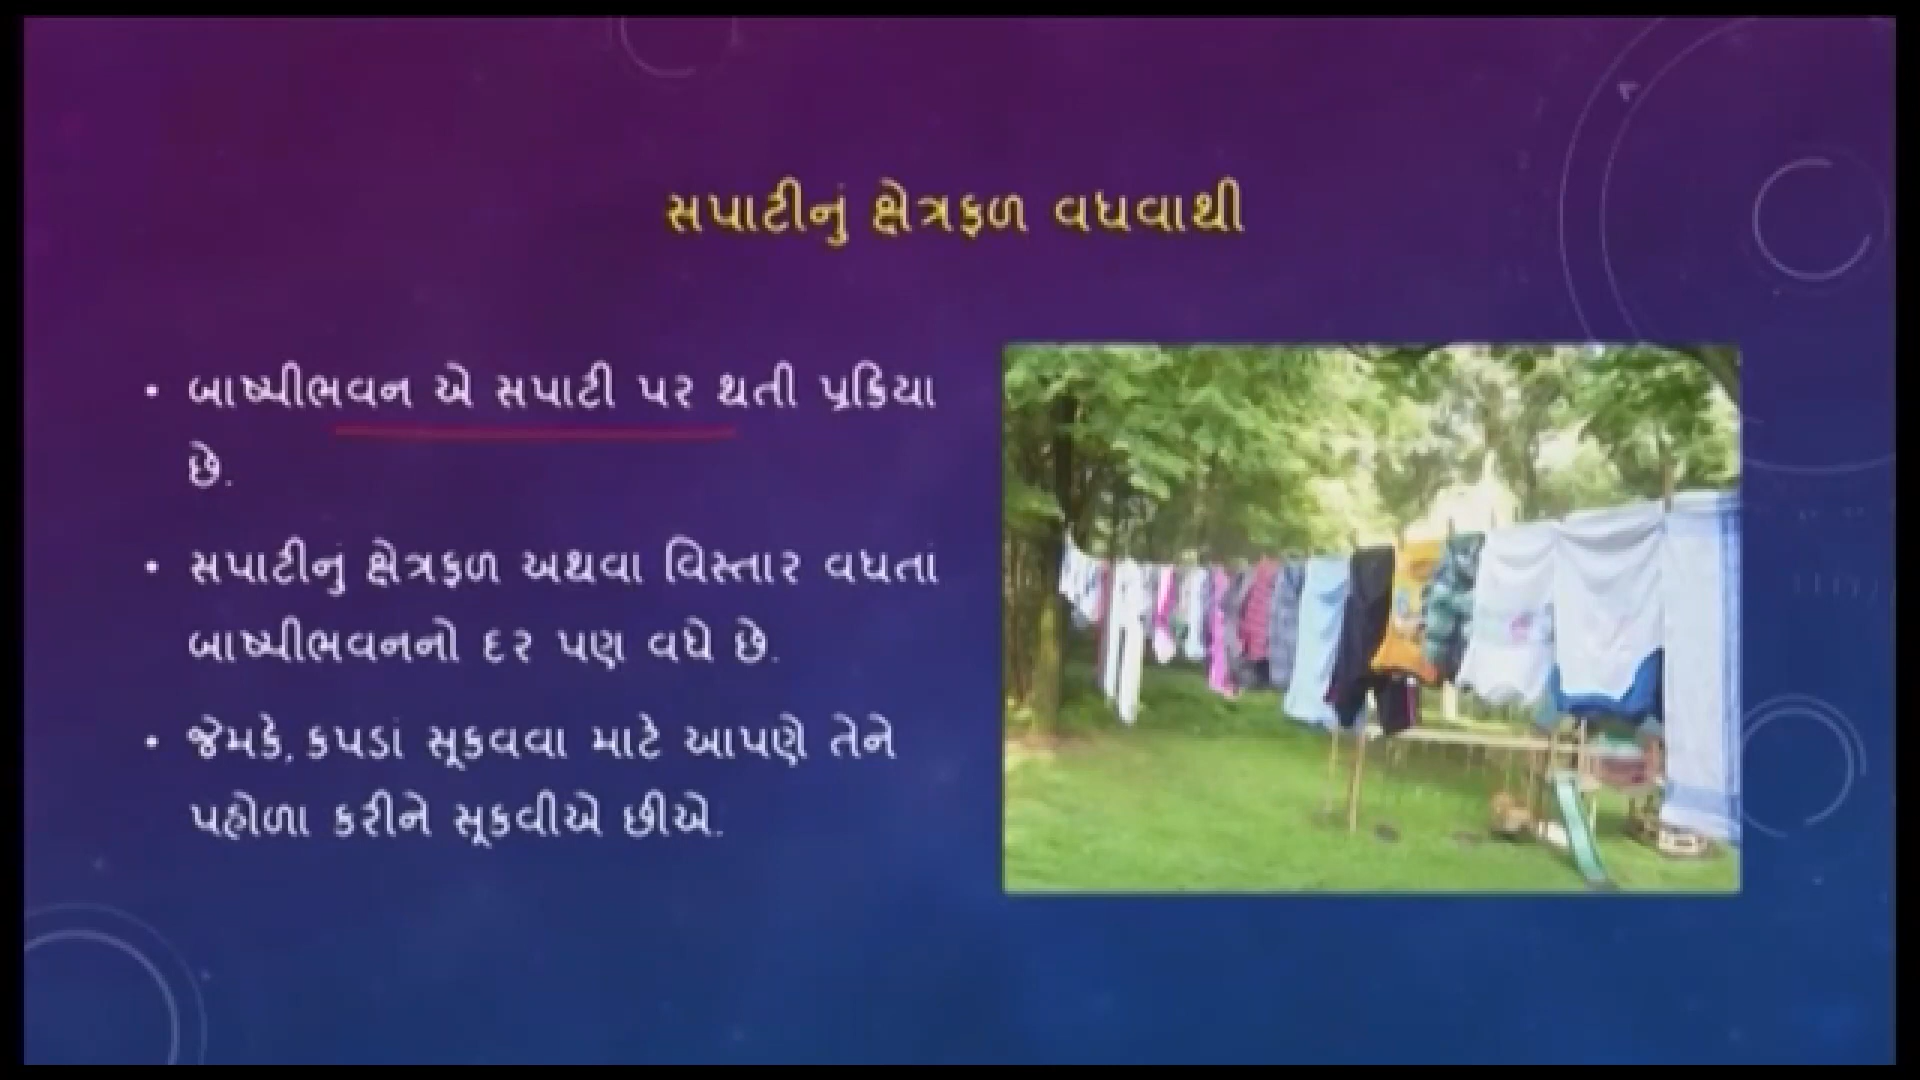 સપાટીનું ક્ષેત્રફળ વધવાથી
• બાષ્પીભવન એ સપાટી પર થતી પ્રક્રિયા
છે.
• સપાટીનું ક્ષેત્રફળ અથવા વિસ્તાર વધતાં
બાષ્પીભવનનો દર પણ વધે છે.
• જેમકે, કપડાં સૂકવવા માટે આપણે તેને
પહોળા કરીને સૂકવીએ છીએ.